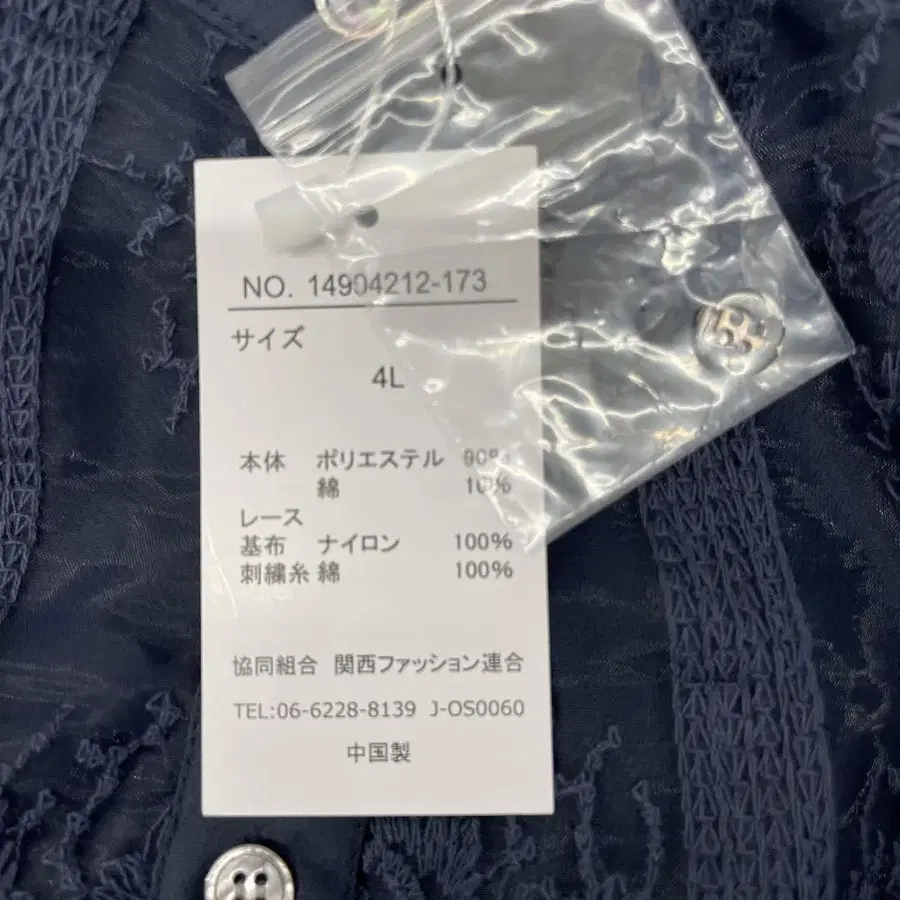 NO. 14904212-173
サイズ
4L
本体 ポリエステル 90%
綿 10%
レース
基布 ナイロン 100%
刺繍糸 綿 100%
協同組合 関西ファッション連合
TEL:06-6228-8139 J-OS0060
中国製